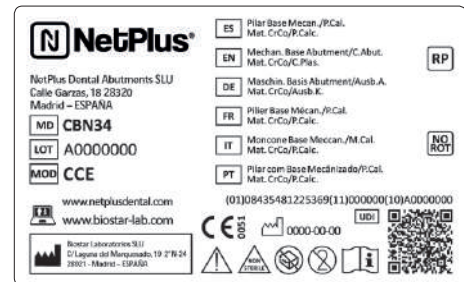 NetPlus®
NetPlus Dental Abutments SLU
Calle Garzas, 18 28320
Madrid – ESPAÑA
MD CBN34
LOT A0000000
MOD CCE
www.netplusdental.com
www.biostar-lab.com
Biostar Laboratorios SLU
C/ Laguna del Marquesado, 19 2°N-24
28021 - Madrid – ESPAÑA
ES Pilar Base Mecan./P.Cal.
Mat. CrCo/P.Calc.
EN Mechan. Base Abutment/C.Abut.
Mat. CrCo/C.Plas.
DE Maschin. Basis Abutment/Ausb.A.
Mat. CrCo/Ausb.K.
FR Pilier Base Mécan./P.Cal.
Mat. CrCo/P.Calc.
IT Moncone Base Meccan./M.Cal.
Mat. CrCo/P.Calc.
PT Pilar com Base Mecânizado/P.Cal.
Mat. CrCo/P.Calc.
RP
NO
ROT
(01)08435481225369(11)000000(10)A0000000
CE 0051
0000-00-00
UDI
NON
STERILE
2
i